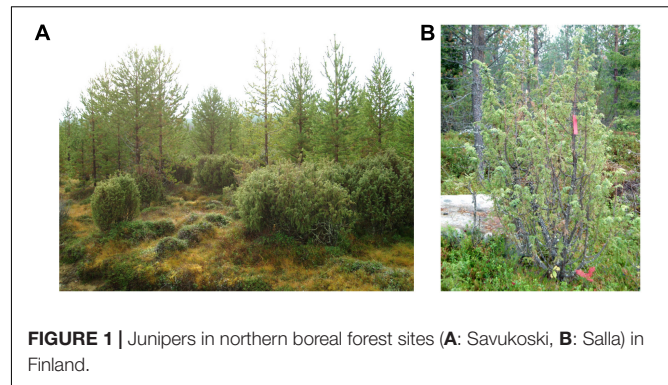 A
B
FIGURE 1 | Junipers in northern boreal forest sites (A: Savukoski, B: Salla) in
Finland.